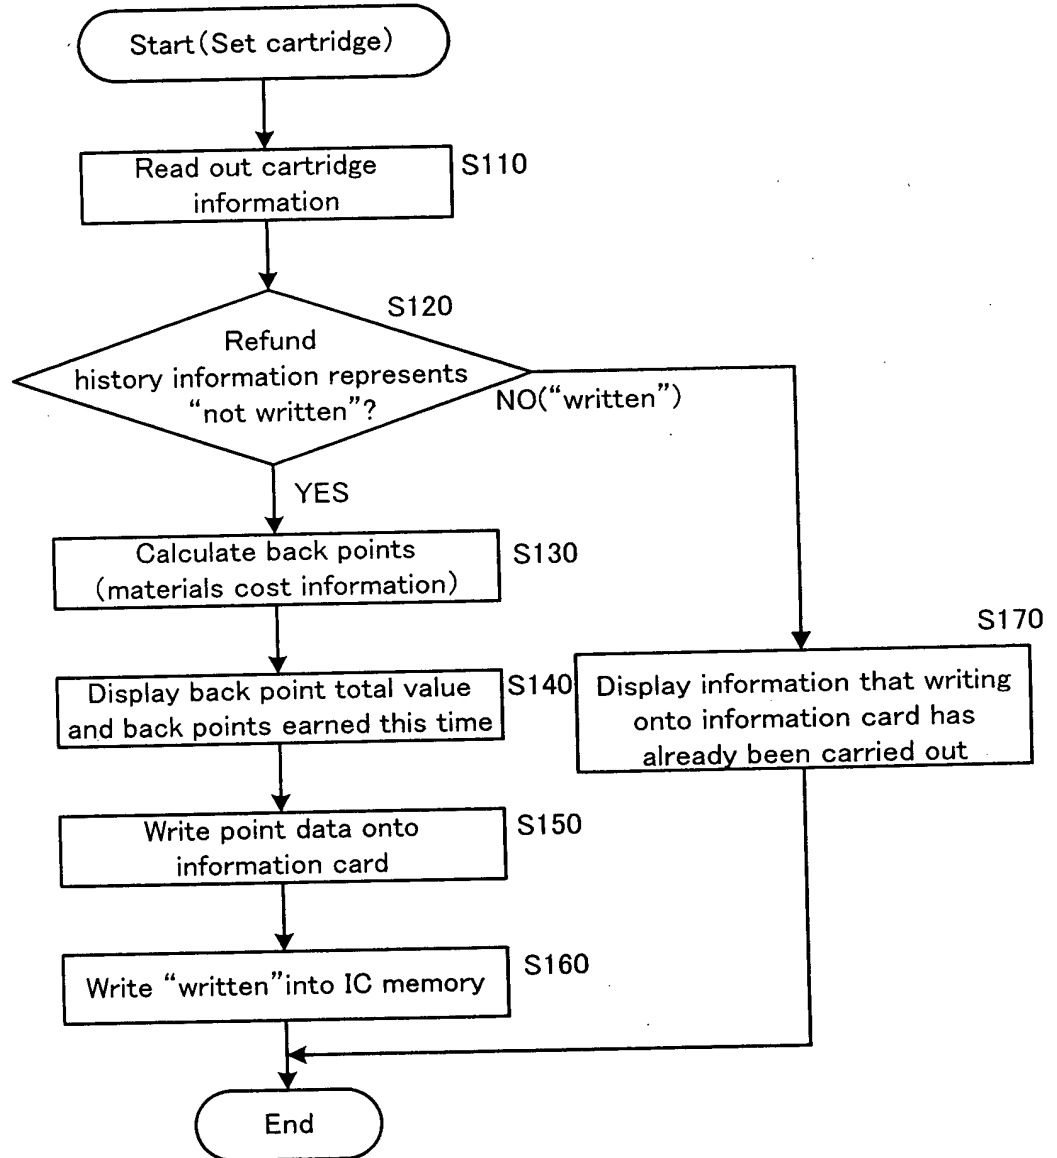 Start(Set cartridge)
Read out cartridge
information
S110
S120
Refund
history information represents
“not written”?
NO(“written”)
YES
Calculate back points
(materials cost information)
S130
Display back point total value
and back points earned this time
S140
S170
Display information that writing
onto information card has
already been carried out
Write point data onto
information card
S150
Write “written”into IC memory
S160
End